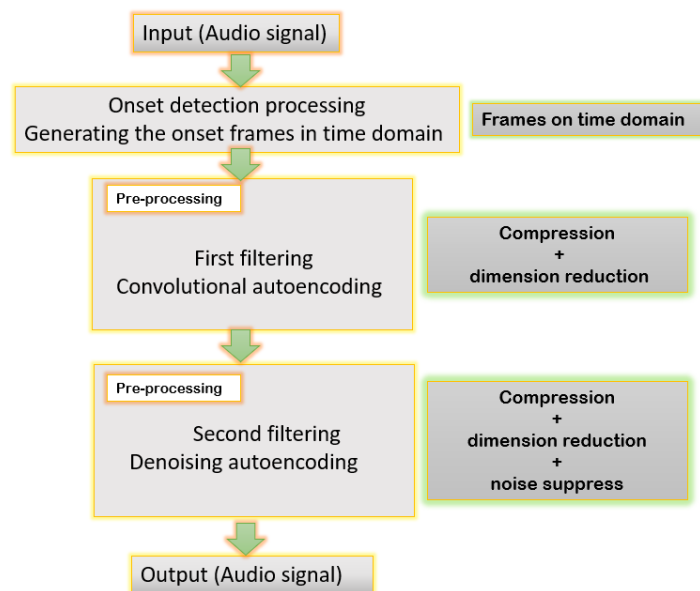 Input (Audio signal)
Onset detection processing
Generating the onset frames in time domain
Frames on time domain
Pre-processing
First filtering
Convolutional autoencoding
Compression
+
dimension reduction
Pre-processing
Second filtering
Denoising autoencoding
Compression
+
dimension reduction
+
noise suppress
Output (Audio signal)